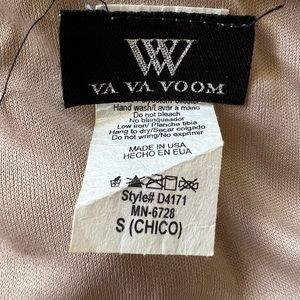 VA VA VOOM
Hand wash/Lavar a mano
Do not bleach
No blanqueador
Low iron/ Plancha tibia
Hang to dry/Secar colgado
Do not wring/No torcer
MADE IN USA
HECHO EN EUA
Style# D4171
MN-6728
S (CHICO)